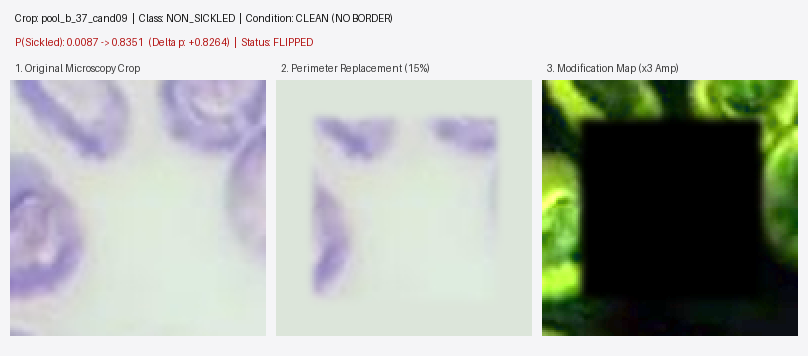 Crop: pool_b_37_cand09 | Class: NON_SICKLED | Condition: CLEAN (NO BORDER)
P(Sickled): 0.0087 -> 0.8351 (Delta p: +0.8264) | Status: FLIPPED
1. Original Microscopy Crop
2. Perimeter Replacement (15%)
3. Modification Map (x3 Amp)